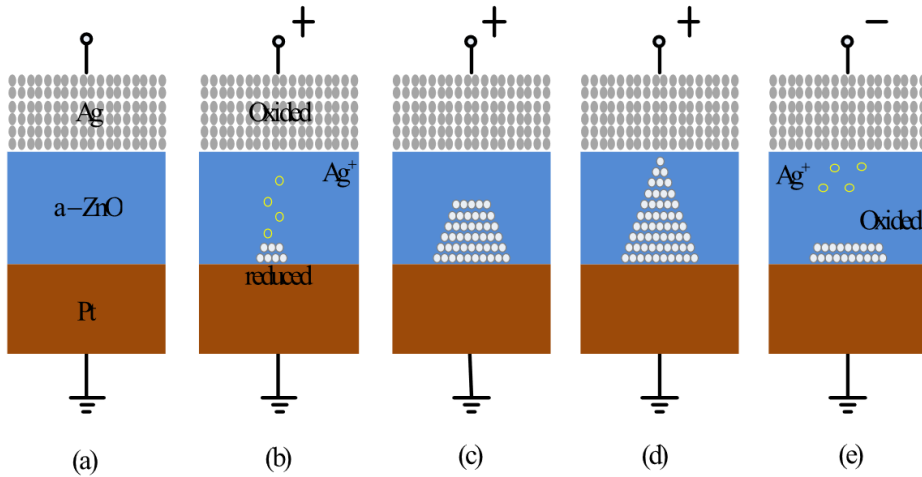 + + + −
Ag Oxided
Ag⁺ Ag⁺
a−ZnO Oxided
reduced
Pt
(a) (b) (c) (d) (e)